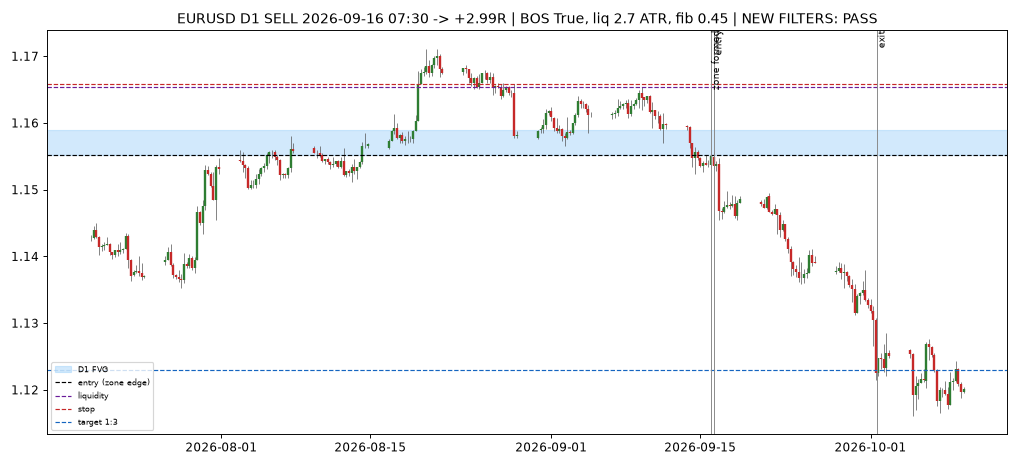 EURUSD D1 SELL 2026-09-16 07:30 -> +2.99R | BOS True, liq 2.7 ATR, fib 0.45 | NEW FILTERS: PASS
zone formed
entry
exit
1.17
1.16
1.15
1.14
1.13
1.12
D1 FVG
entry (zone edge)
liquidity
stop
target 1:3
2026-08-01
2026-08-15
2026-09-01
2026-09-15
2026-10-01